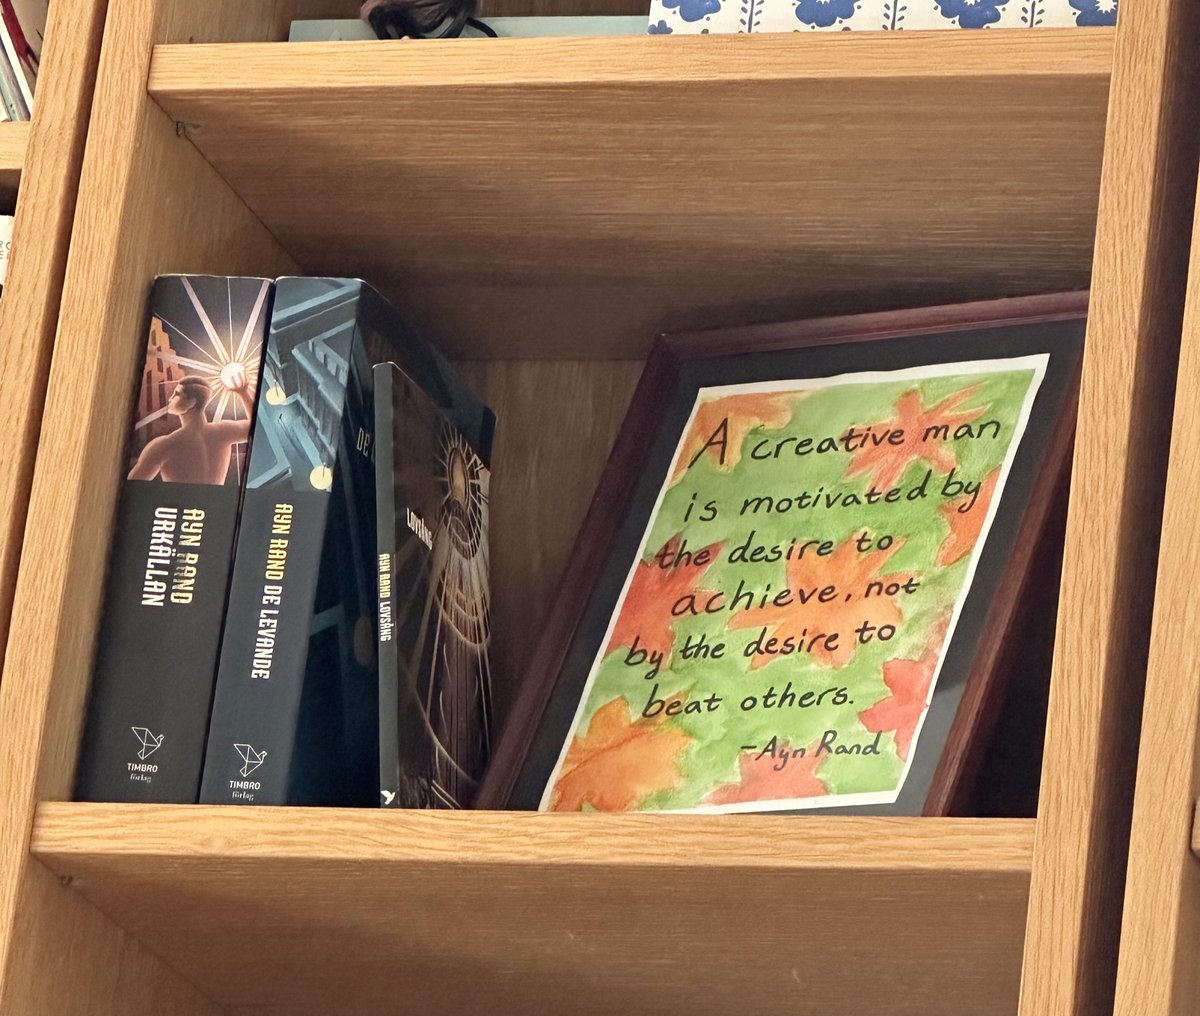 AYN RAND
URKÄLLAN
TIMBRO
förlag
AYN RAND DE LEVANDE
TIMBRO
förlag
DE
AYN RAND LOVSÅNG
LOVSÅNG
A creative man
is motivated by
the desire to
achieve, not
by the desire to
beat others.
-Ayn Rand